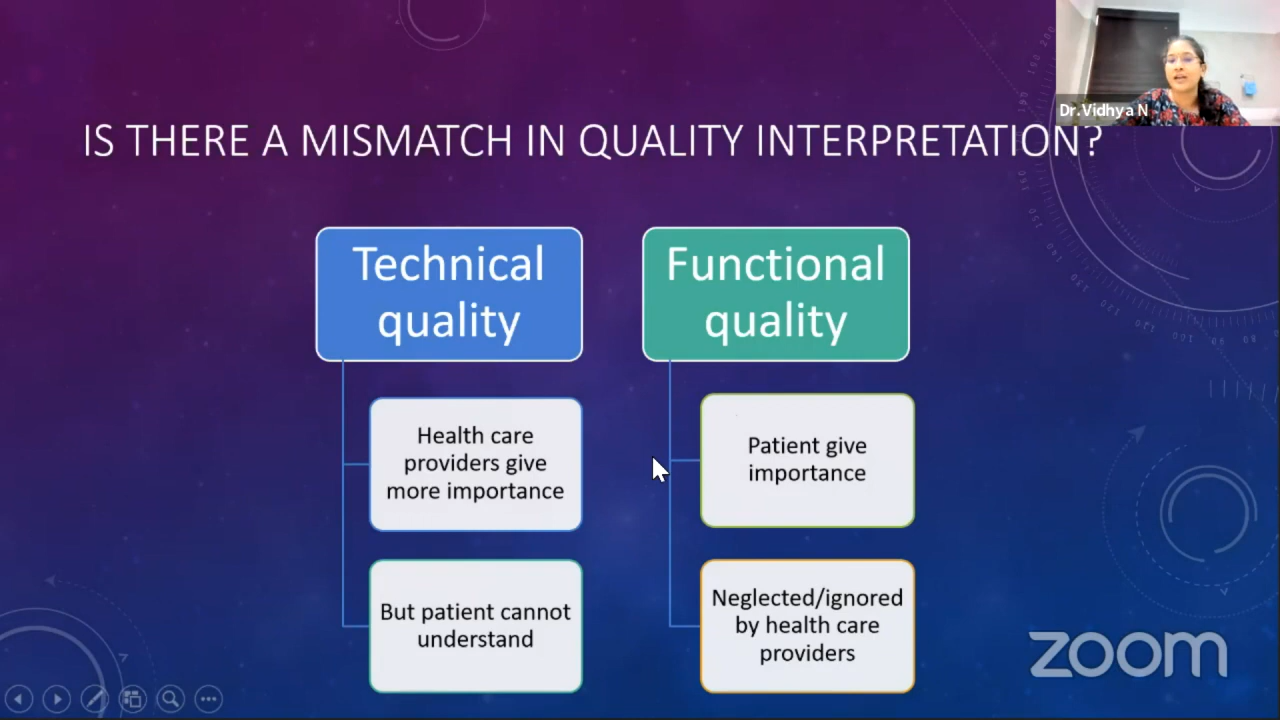 Dr.Vidhya N
IS THERE A MISMATCH IN QUALITY INTERPRETATION?
Technical
quality
Health care
providers give
more importance
But patient cannot
understand
Functional
quality
Patient give
importance
Neglected/ignored
by health care
providers
zoom